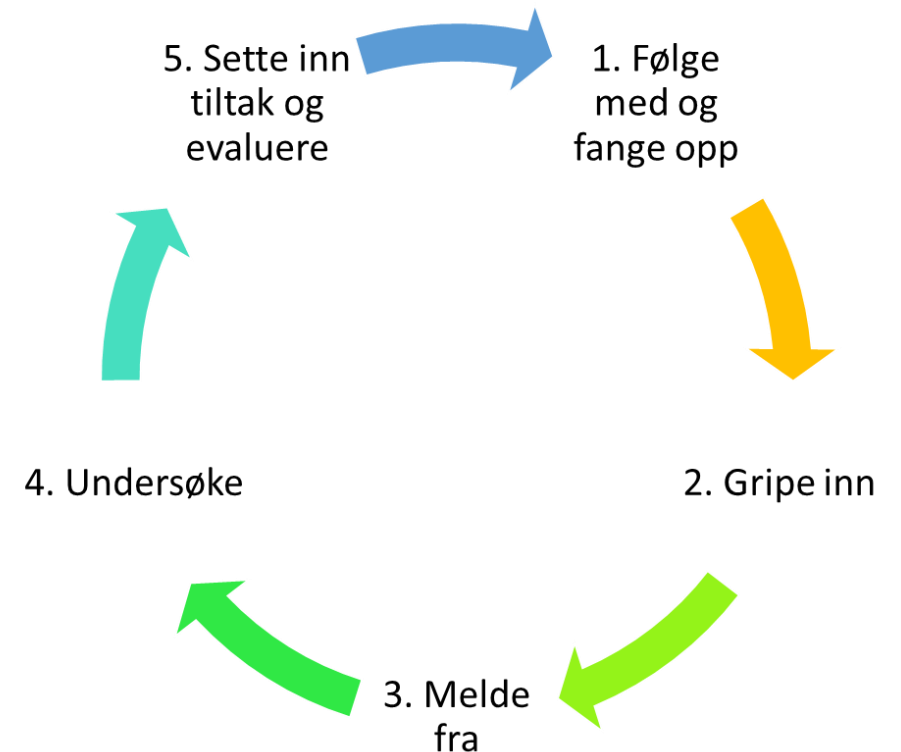 1. Følge
med og
fange opp
2. Gripe inn
3. Melde
fra
4. Undersøke
5. Sette inn
tiltak og
evaluere